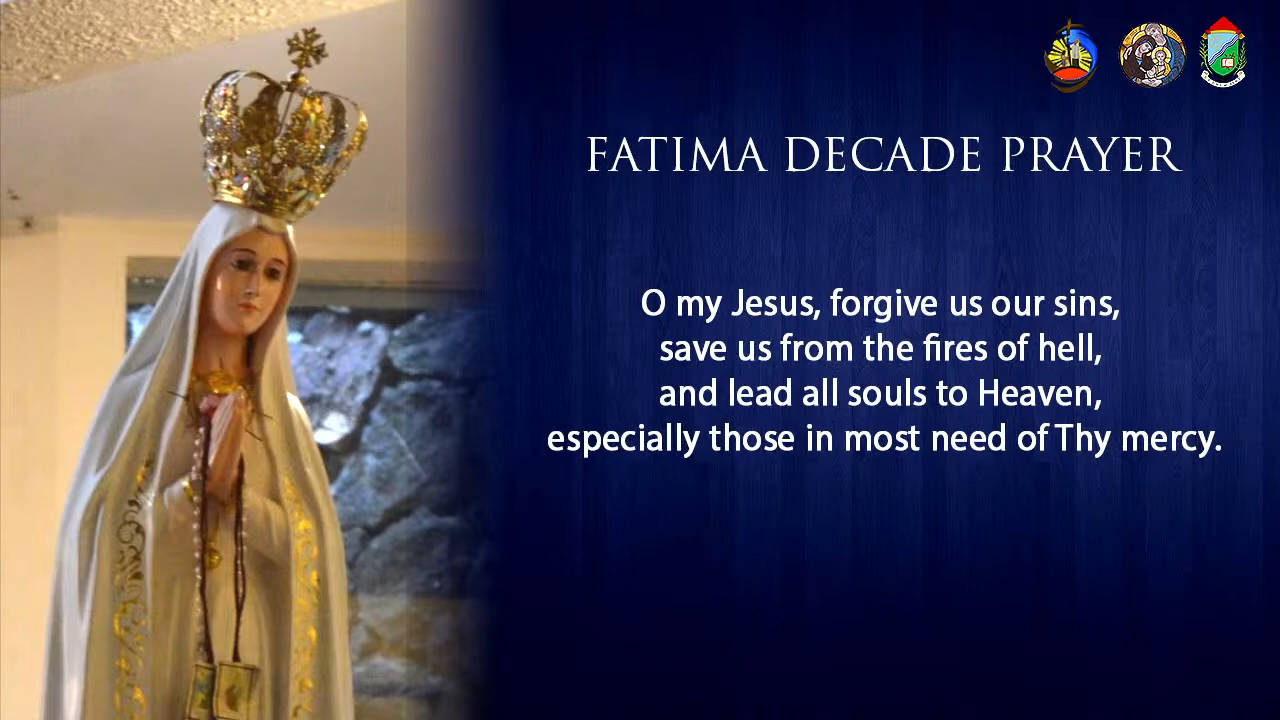 FATIMA DECADE PRAYER
O my Jesus, forgive us our sins,
save us from the fires of hell,
and lead all souls to Heaven,
especially those in most need of Thy mercy.